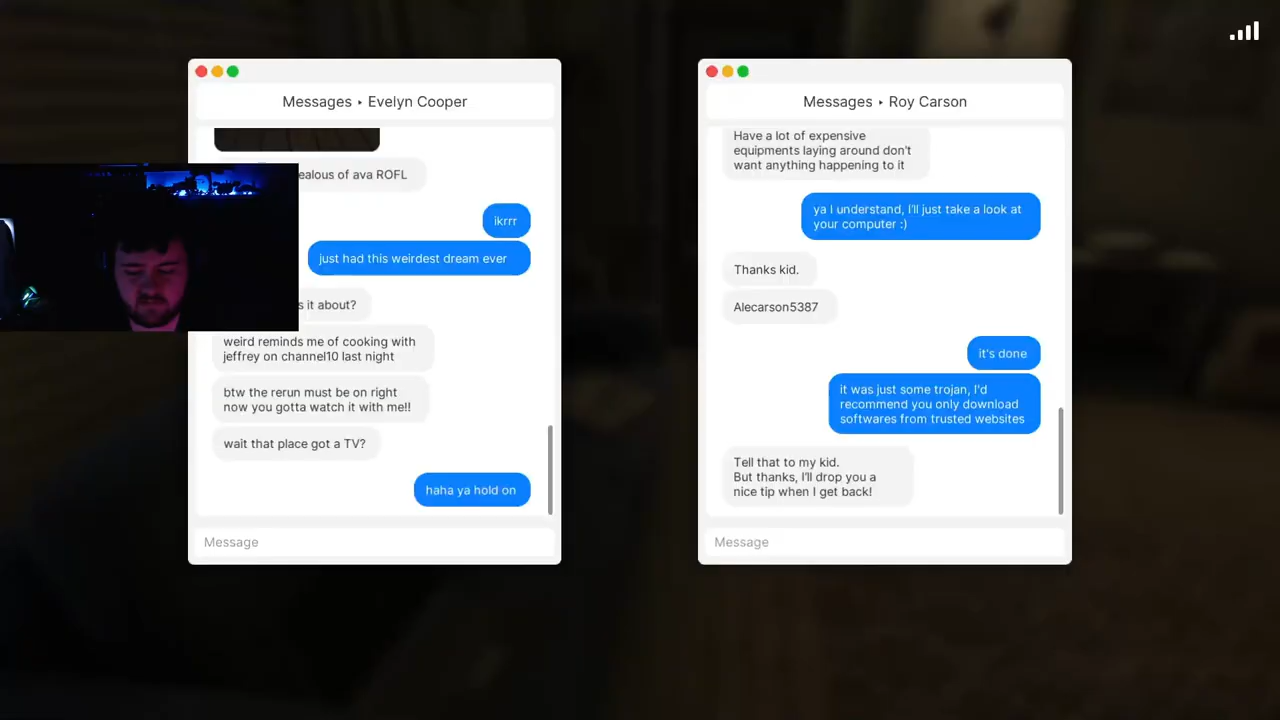 Messages ▸ Evelyn Cooper
ealous of ava ROFL
ikrrr
just had this weirdest dream ever
s it about?
weird reminds me of cooking with
jeffrey on channel10 last night
btw the rerun must be on right
now you gotta watch it with me!!
wait that place got a TV?
haha ya hold on
Message
Messages ▸ Roy Carson
Have a lot of expensive
equipments laying around don't
want anything happening to it
ya I understand, I'll just take a look at
your computer :)
Thanks kid.
Alecarson5387
it's done
it was just some trojan, I'd
recommend you only download
softwares from trusted websites
Tell that to my kid.
But thanks, I'll drop you a
nice tip when I get back!
Message